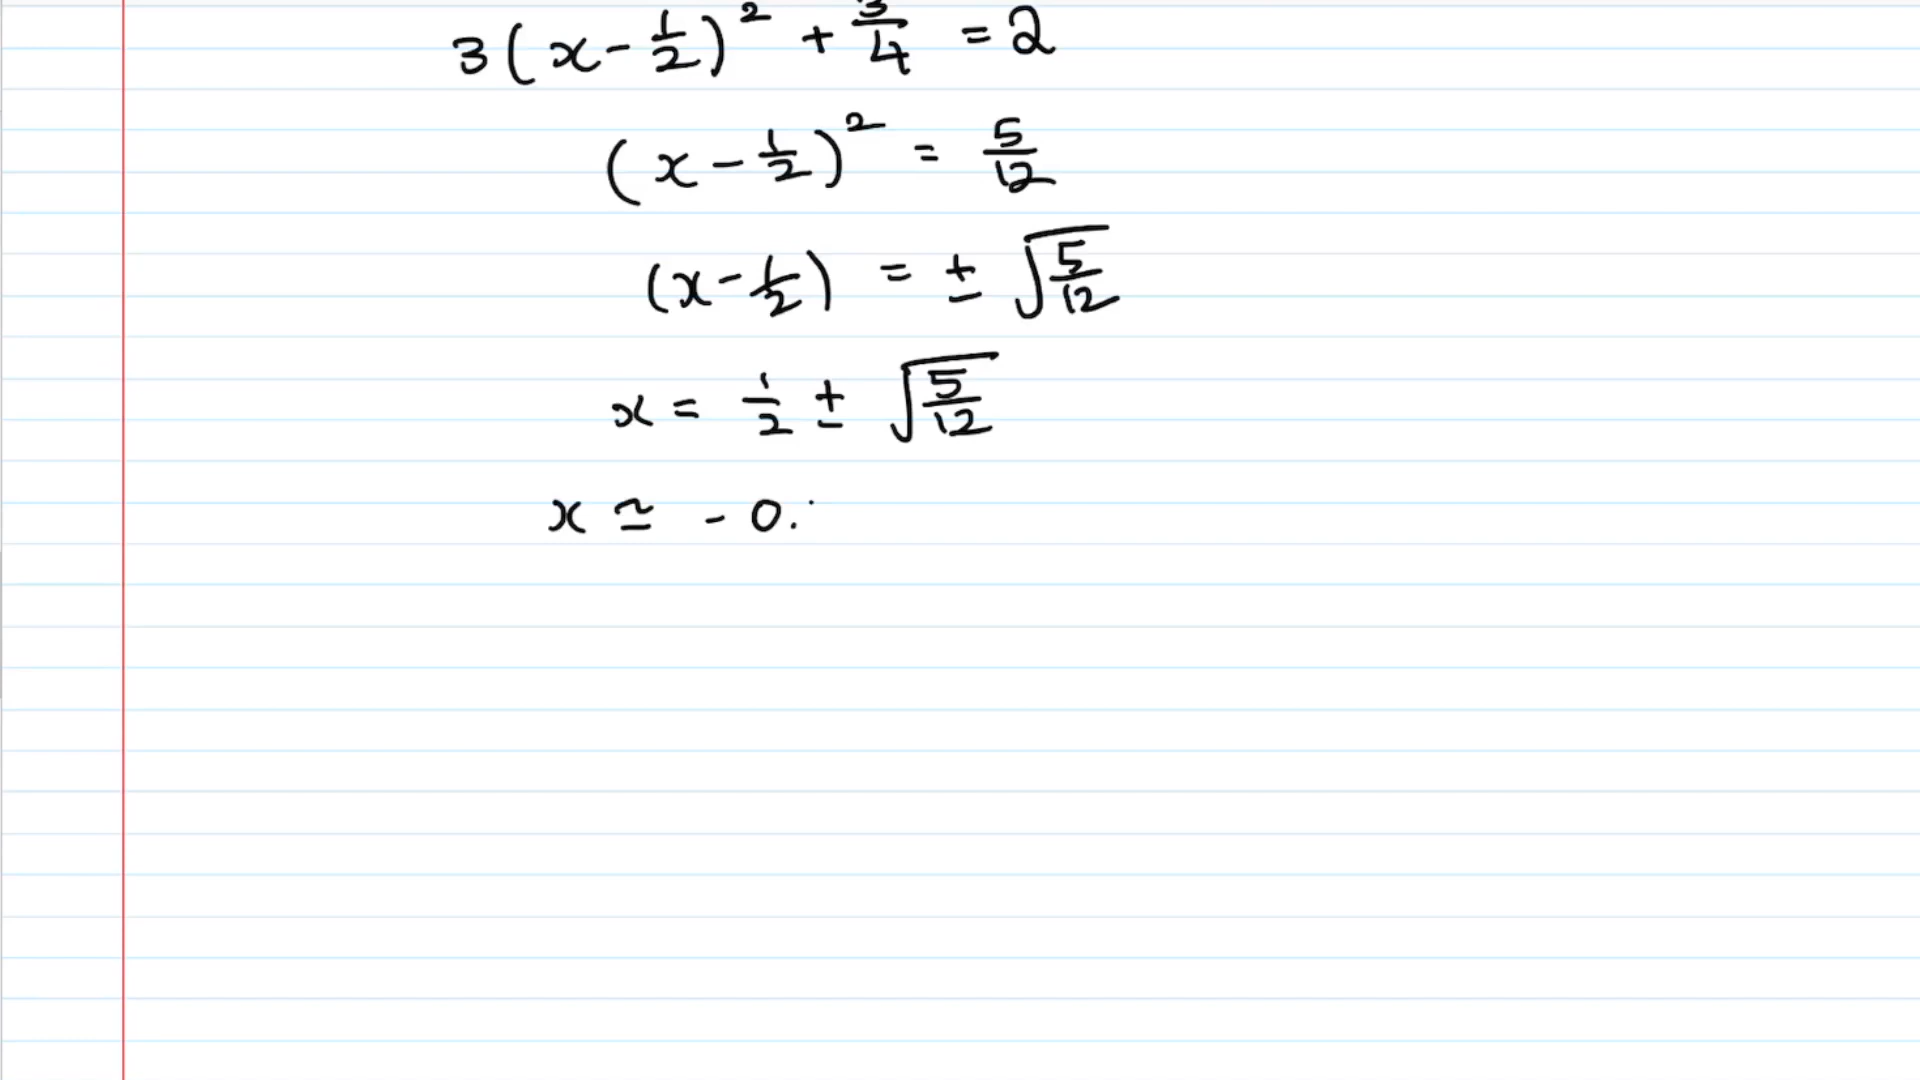 3(x - 1/2)² + 3/4 = 2
(x - 1/2)² = 5/12
(x - 1/2) = ± √(5/12)
x = 1/2 ± √(5/12)
x ≃ - 0.